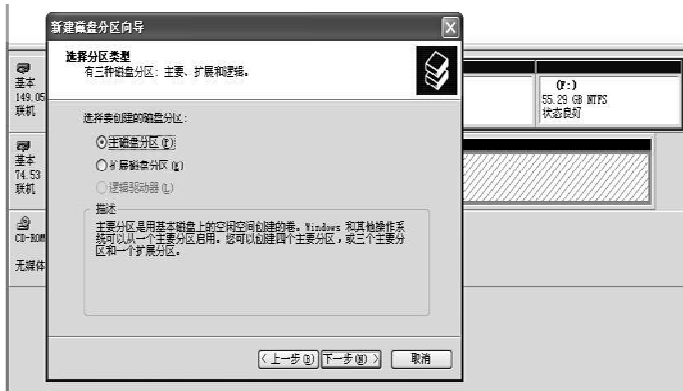 新建磁盘分区向导
选择分区类型
有三种磁盘分区：主要、扩展和逻辑。
基本
149.05
联机
(F:)
55.29 GB NTFS
状态良好
选择要创建的磁盘分区：
主磁盘分区(P)
扩展磁盘分区(E)
逻辑驱动器(L)
基本
74.53
联机
描述
主要分区是用基本磁盘上的空闲空间创建的卷。Windows 和其他操作系
统可以从一个主要分区启用。您可以创建四个主要分区，或三个主要分
区和一个扩展分区。
CD-ROM
无媒体
<上一步(B)
下一步(N)>
取消